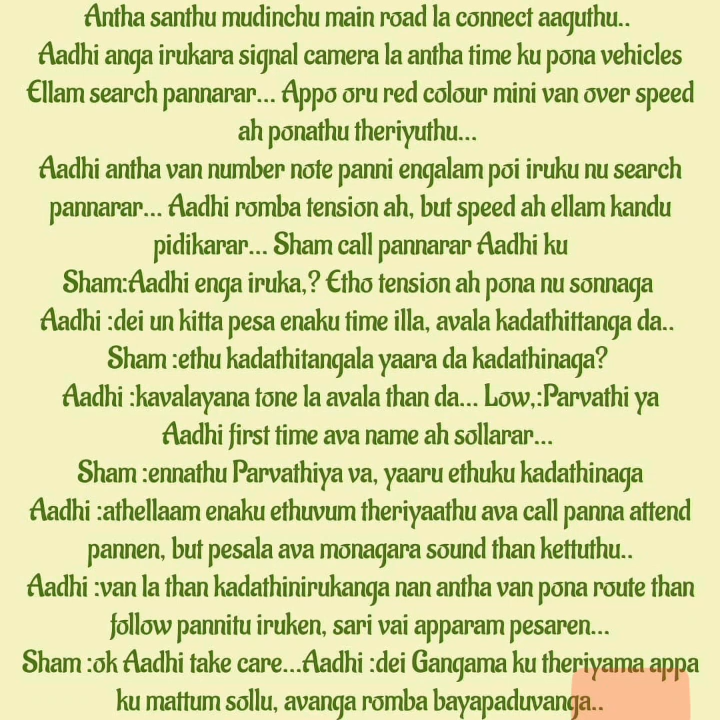 Antha santhu mudinchu main road la connect aaguthu..
Aadhi anga irukara signal camera la antha time ku pona vehicles
Ellam search pannarar... Appo oru red colour mini van over speed
ah ponathu theriyuthu...
Aadhi antha van number note panni engalam poi iruku nu search
pannarar... Aadhi romba tension ah, but speed ah ellam kandu
pidikarar... Sham call pannarar Aadhi ku
Sham:Aadhi enga iruka,? Etho tension ah pona nu sonnaga
Aadhi :dei un kitta pesa enaku time illa, avala kadathittanga da..
Sham :ethu kadathitangala yaara da kadathinaga?
Aadhi :kavalayana tone la avala than da... Low,:Parvathi ya
Aadhi first time ava name ah sollarar...
Sham :ennathu Parvathiya va, yaaru ethuku kadathinaga
Aadhi :athellaam enaku ethuvum theriyaathu ava call panna attend
pannen, but pesala ava monagara sound than kettuthu..
Aadhi :van la than kadathinirukanga nan antha van pona route than
follow pannitu iruken, sari vai apparam pesaren...
Sham :ok Aadhi take care...Aadhi :dei Gangama ku theriyama appa
ku mattum sollu, avanga romba bayapaduvanga..